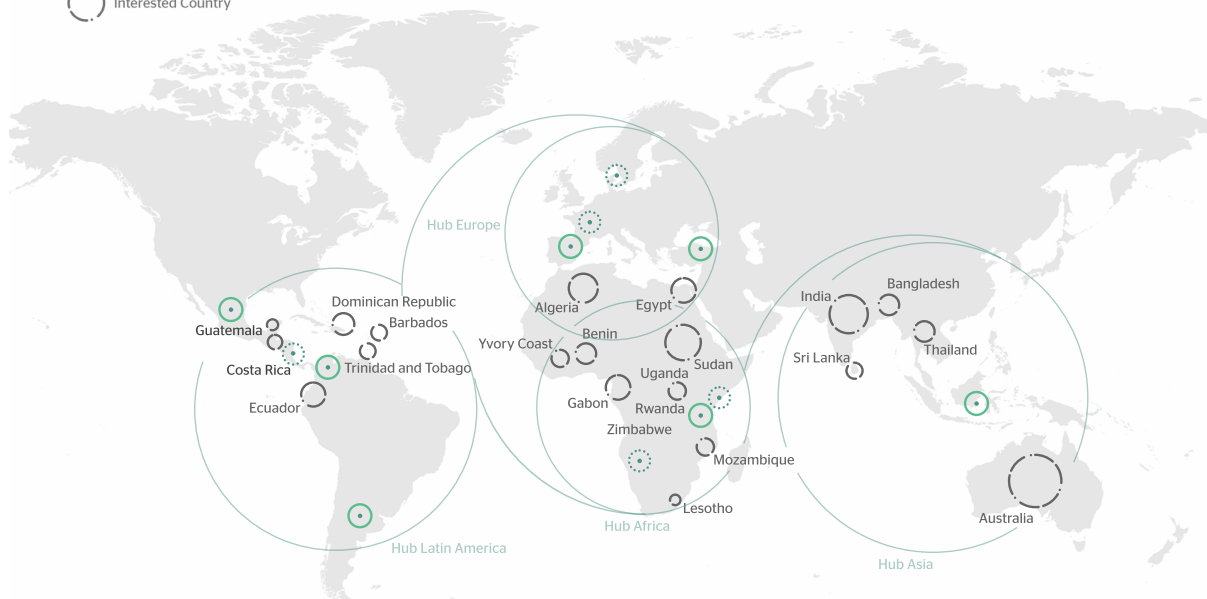 Interested Country
Hub Europe
Dominican Republic
Barbados
Guatemala
Costa Rica
Trinidad and Tobago
Ecuador
Hub Latin America
Algeria
Egypt
Yvory Coast
Benin
Sudan
Uganda
Gabon
Rwanda
Zimbabwe
Mozambique
Lesotho
Hub Africa
India
Bangladesh
Sri Lanka
Thailand
Australia
Hub Asia